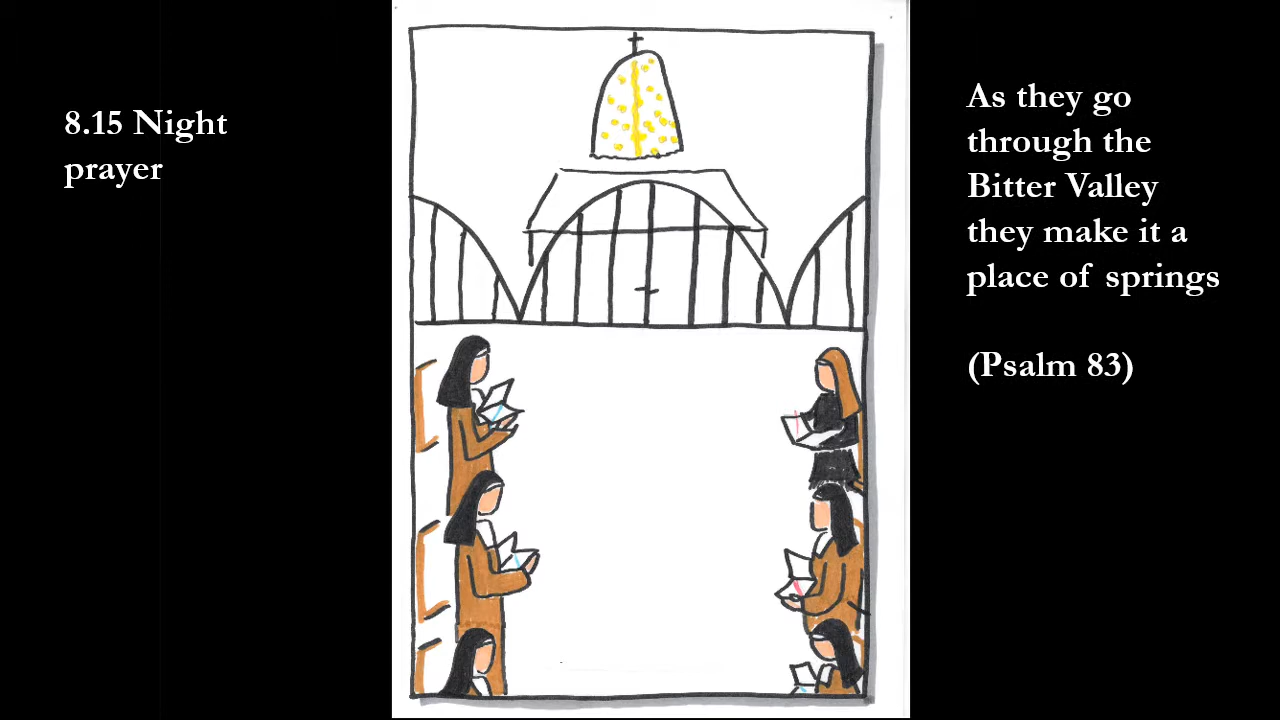 8.15 Night
prayer
As they go
through the
Bitter Valley
they make it a
place of springs
(Psalm 83)